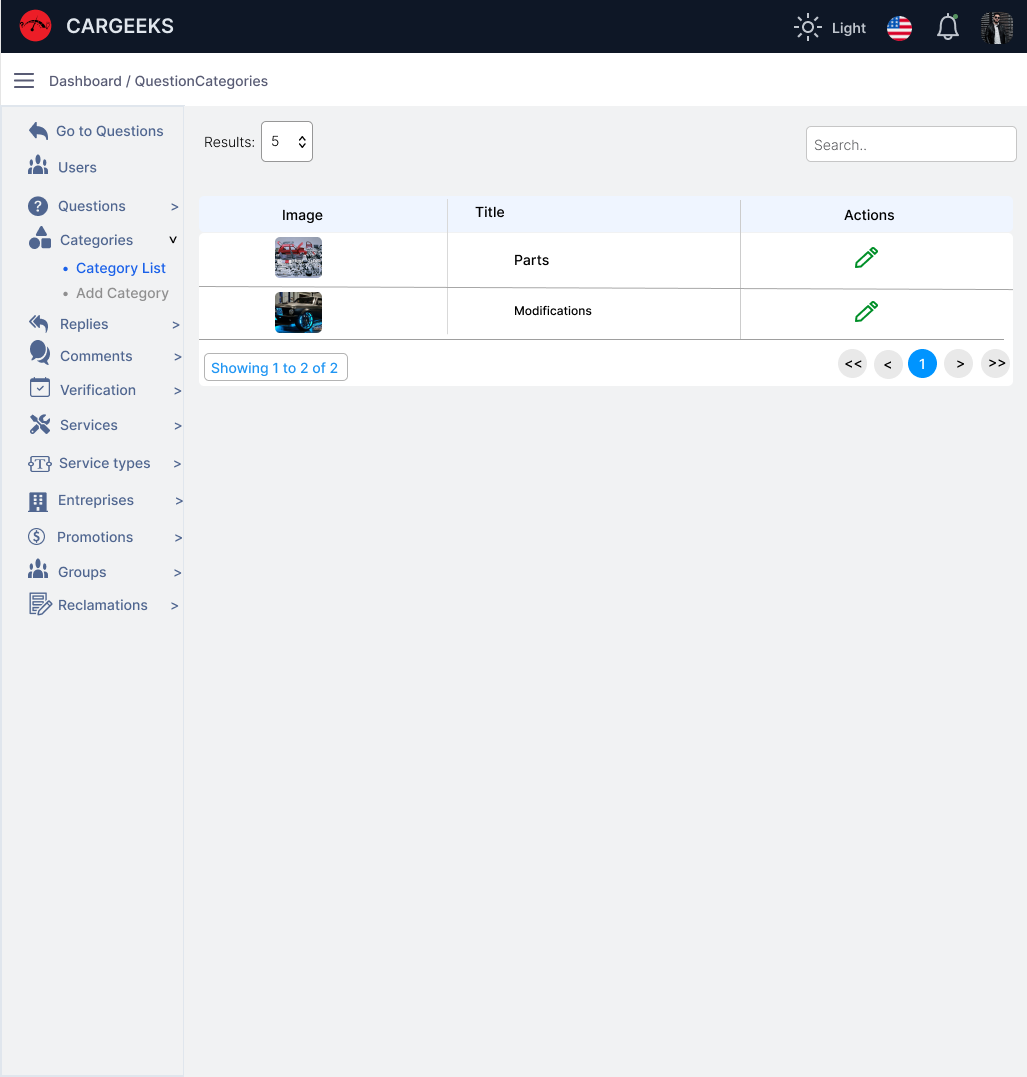 CARGEEKS
Light
Dashboard / QuestionCategories
Go to Questions
Users
Questions >
Categories v
• Category List
• Add Category
Replies >
Comments >
Verification >
Services >
Service types >
Entreprises >
Promotions >
Groups >
Reclamations >
Results: 5
Search..
Image Title Actions
Parts
Modifications
Showing 1 to 2 of 2
<< < 1 > >>